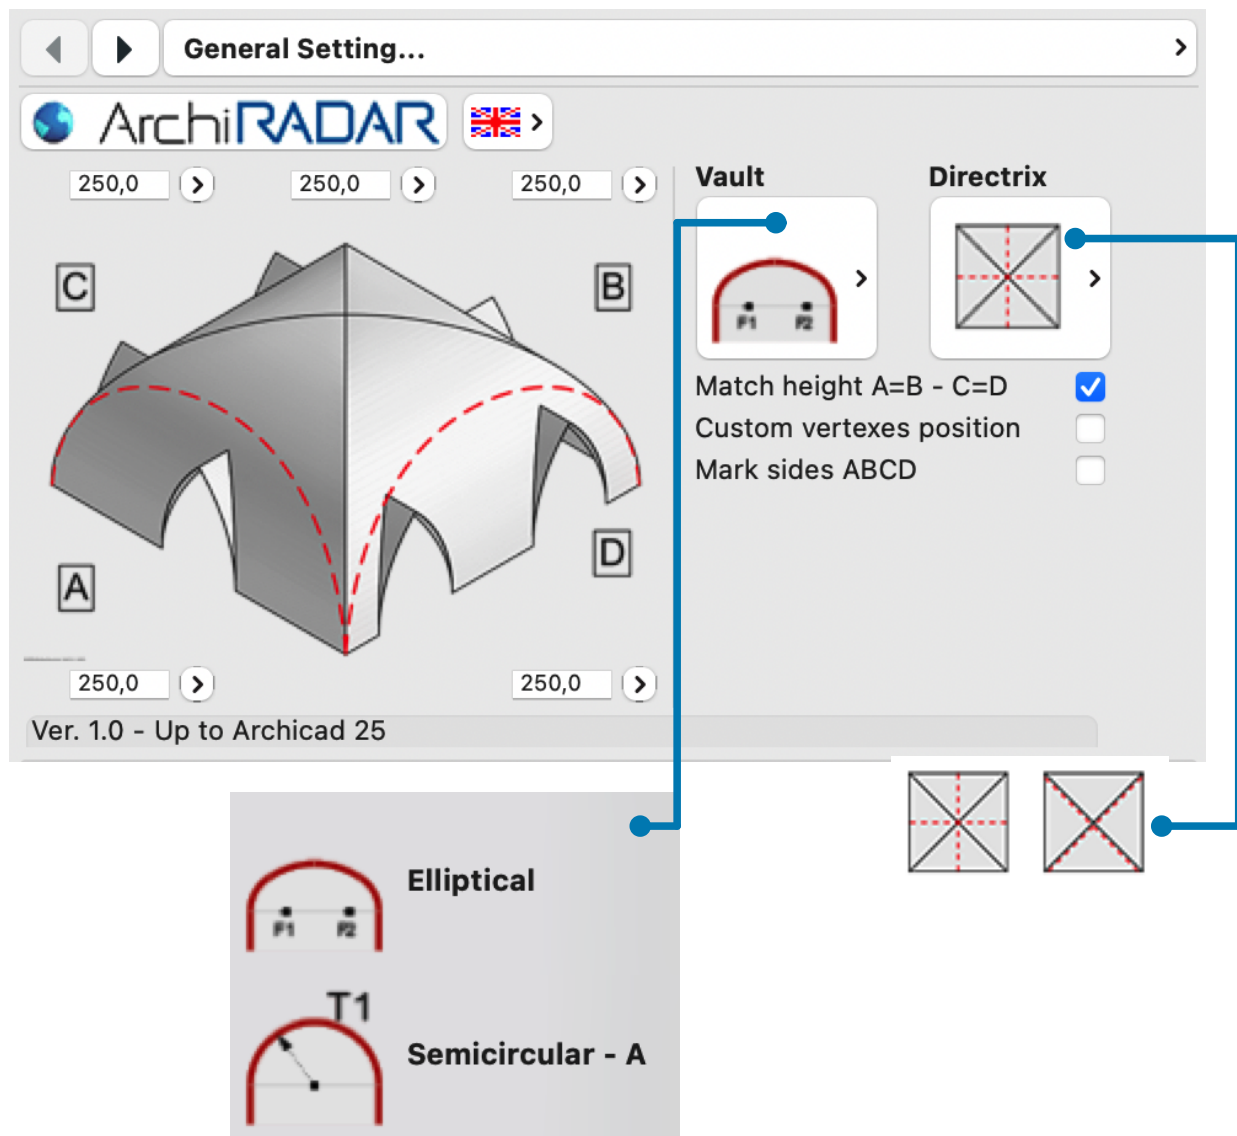 General Setting...
ArchiRADAR
250,0 250,0 250,0
Vault Directrix
C B
F1 F2
Match height A=B - C=D
Custom vertexes position
Mark sides ABCD
A D
250,0 250,0
Ver. 1.0 - Up to Archicad 25
Elliptical
F1 F2
T1
Semicircular - A